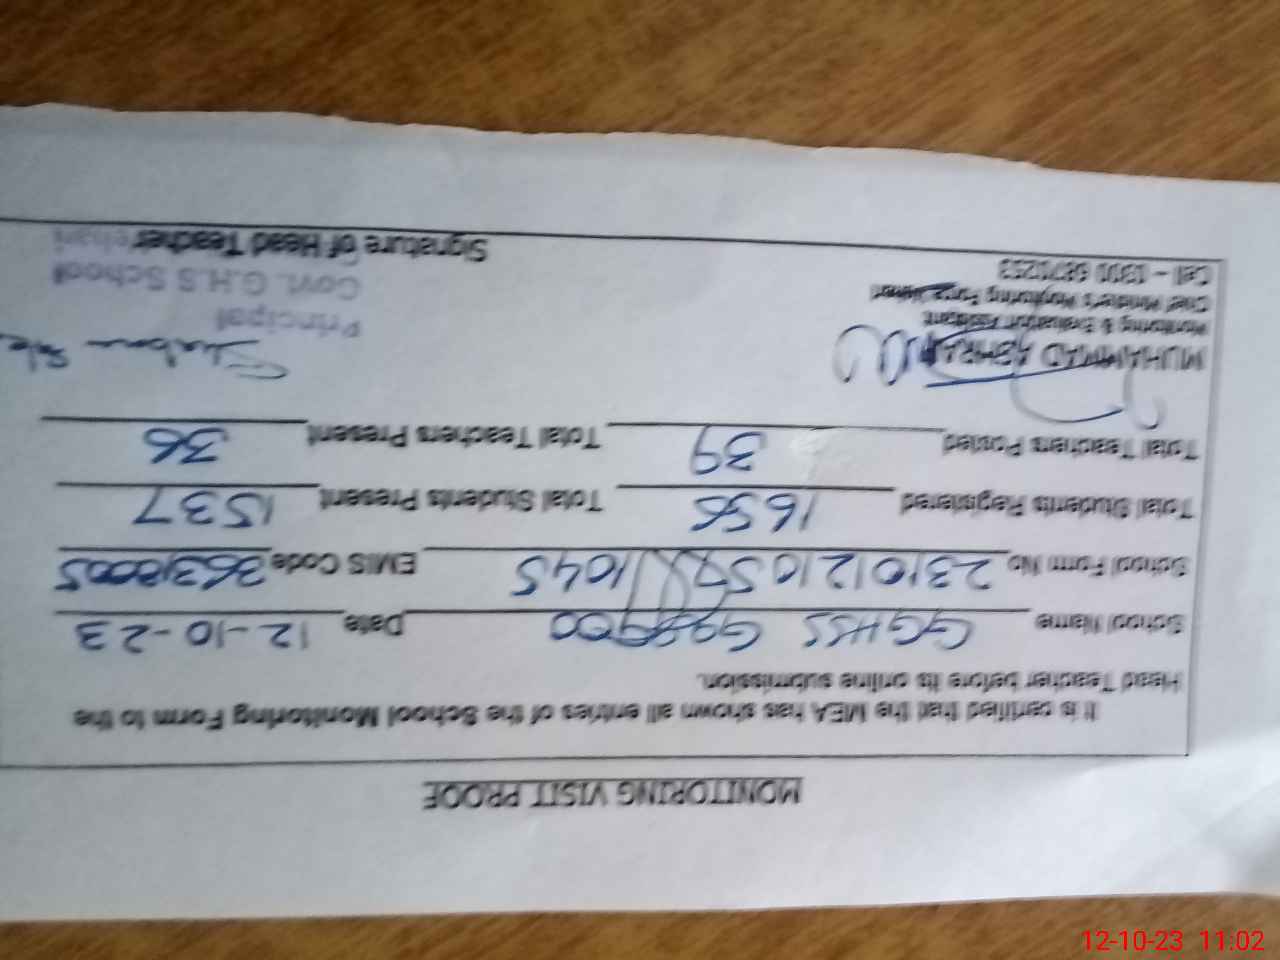 MONITORING VISIT PROOF
It is certified that the MEA has shown all entries of the School Monitoring Form to the
Head Teacher before its online submission.
School Name GGHSS Date 12-10-23
School Form No EMIS Code
Total Students Registered 1655 Total Students Present 1537
Total Teachers Posted 39 Total Teachers Present 36
MUHAMMAD ASHRAF
Monitoring & Evaluation Assistant
Chief Minister's Monitoring Force
Cell - 0300 6870253
Principal
Govt. G.H.S School
Signature of Head Teacher
12-10-23 11:02